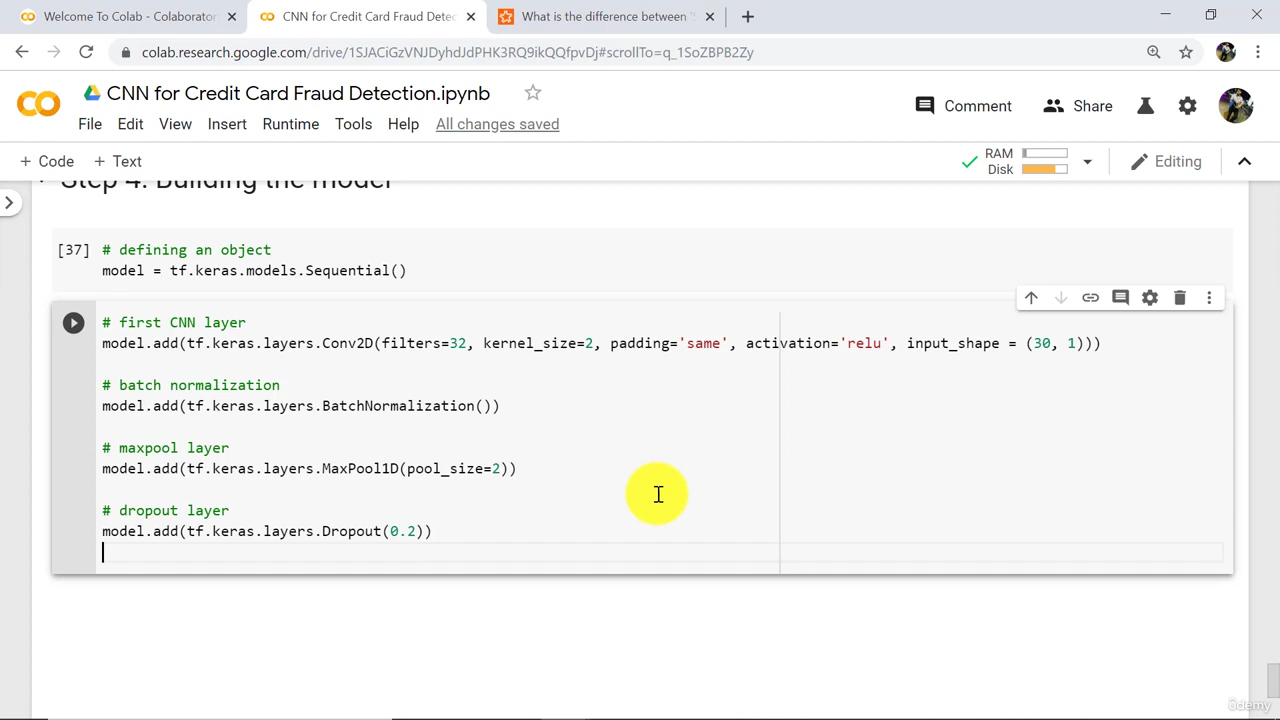 Welcome To Colab - Colaborator
CNN for Credit Card Fraud Detec
What is the difference between "
colab.research.google.com/drive/1SJACiGzVNJDyhdJdPHK3RQ9ikQQfpvDj#scrollTo=q_1SoZBPB2Zy
CNN for Credit Card Fraud Detection.ipynb
Comment
Share
File Edit View Insert Runtime Tools Help All changes saved
+ Code + Text
RAM
Disk
Editing
Step 4: Building the model
[37] # defining an object
model = tf.keras.models.Sequential()
# first CNN layer
model.add(tf.keras.layers.Conv2D(filters=32, kernel_size=2, padding='same', activation='relu', input_shape = (30, 1)))
# batch normalization
model.add(tf.keras.layers.BatchNormalization())
# maxpool layer
model.add(tf.keras.layers.MaxPool1D(pool_size=2))
# dropout layer
model.add(tf.keras.layers.Dropout(0.2))
ûdemy